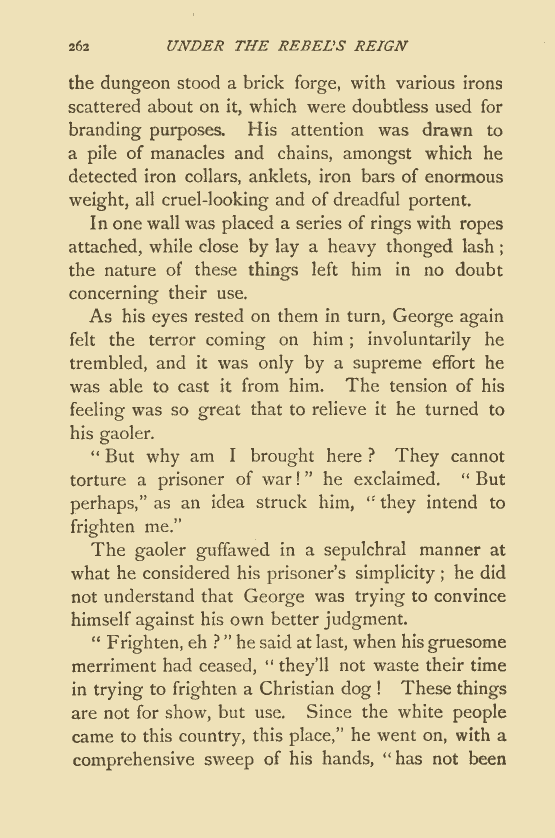 262 UNDER THE REBEL'S REIGN
the dungeon stood a brick forge, with various irons
scattered about on it, which were doubtless used for
branding purposes. His attention was drawn to
a pile of manacles and chains, amongst which he
detected iron collars, anklets, iron bars of enormous
weight, all cruel-looking and of dreadful portent.
In one wall was placed a series of rings with ropes
attached, while close by lay a heavy thonged lash ;
the nature of these things left him in no doubt
concerning their use.
As his eyes rested on them in turn, George again
felt the terror coming on him ; involuntarily he
trembled, and it was only by a supreme effort he
was able to cast it from him. The tension of his
feeling was so great that to relieve it he turned to
his gaoler.
" But why am I brought here ? They cannot
torture a prisoner of war ! " he exclaimed. " But
perhaps," as an idea struck him, " they intend to
frighten me."
The gaoler guffawed in a sepulchral manner at
what he considered his prisoner's simplicity ; he did
not understand that George was trying to convince
himself against his own better judgment.
" Frighten, eh ? " he said at last, when his gruesome
merriment had ceased, " they'll not waste their time
in trying to frighten a Christian dog ! These things
are not for show, but use. Since the white people
came to this country, this place," he went on, with a
comprehensive sweep of his hands, " has not been